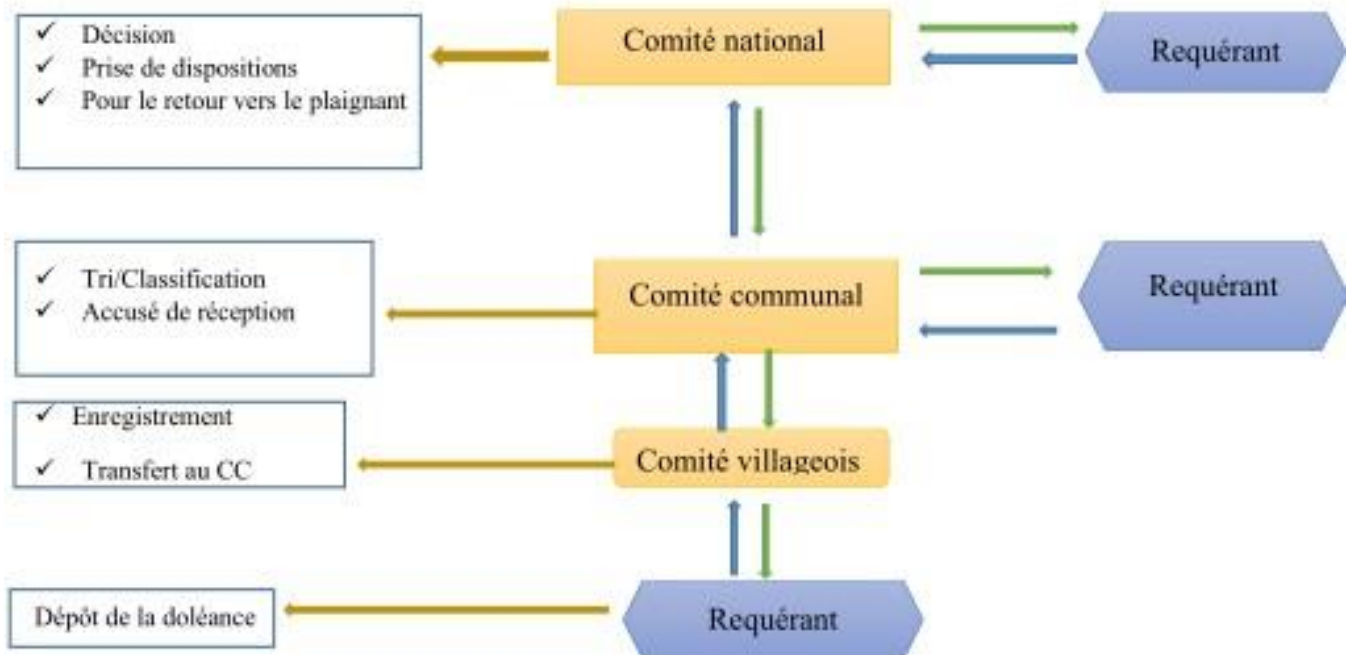 ✓ Décision
✓ Prise de dispositions
✓ Pour le retour vers le plaignant
Comité national
Requérant
✓ Tri/Classification
✓ Accusé de réception
Comité communal
Requérant
✓ Enregistrement
✓ Transfert au CC
Comité villageois
Dépôt de la doléance
Requérant